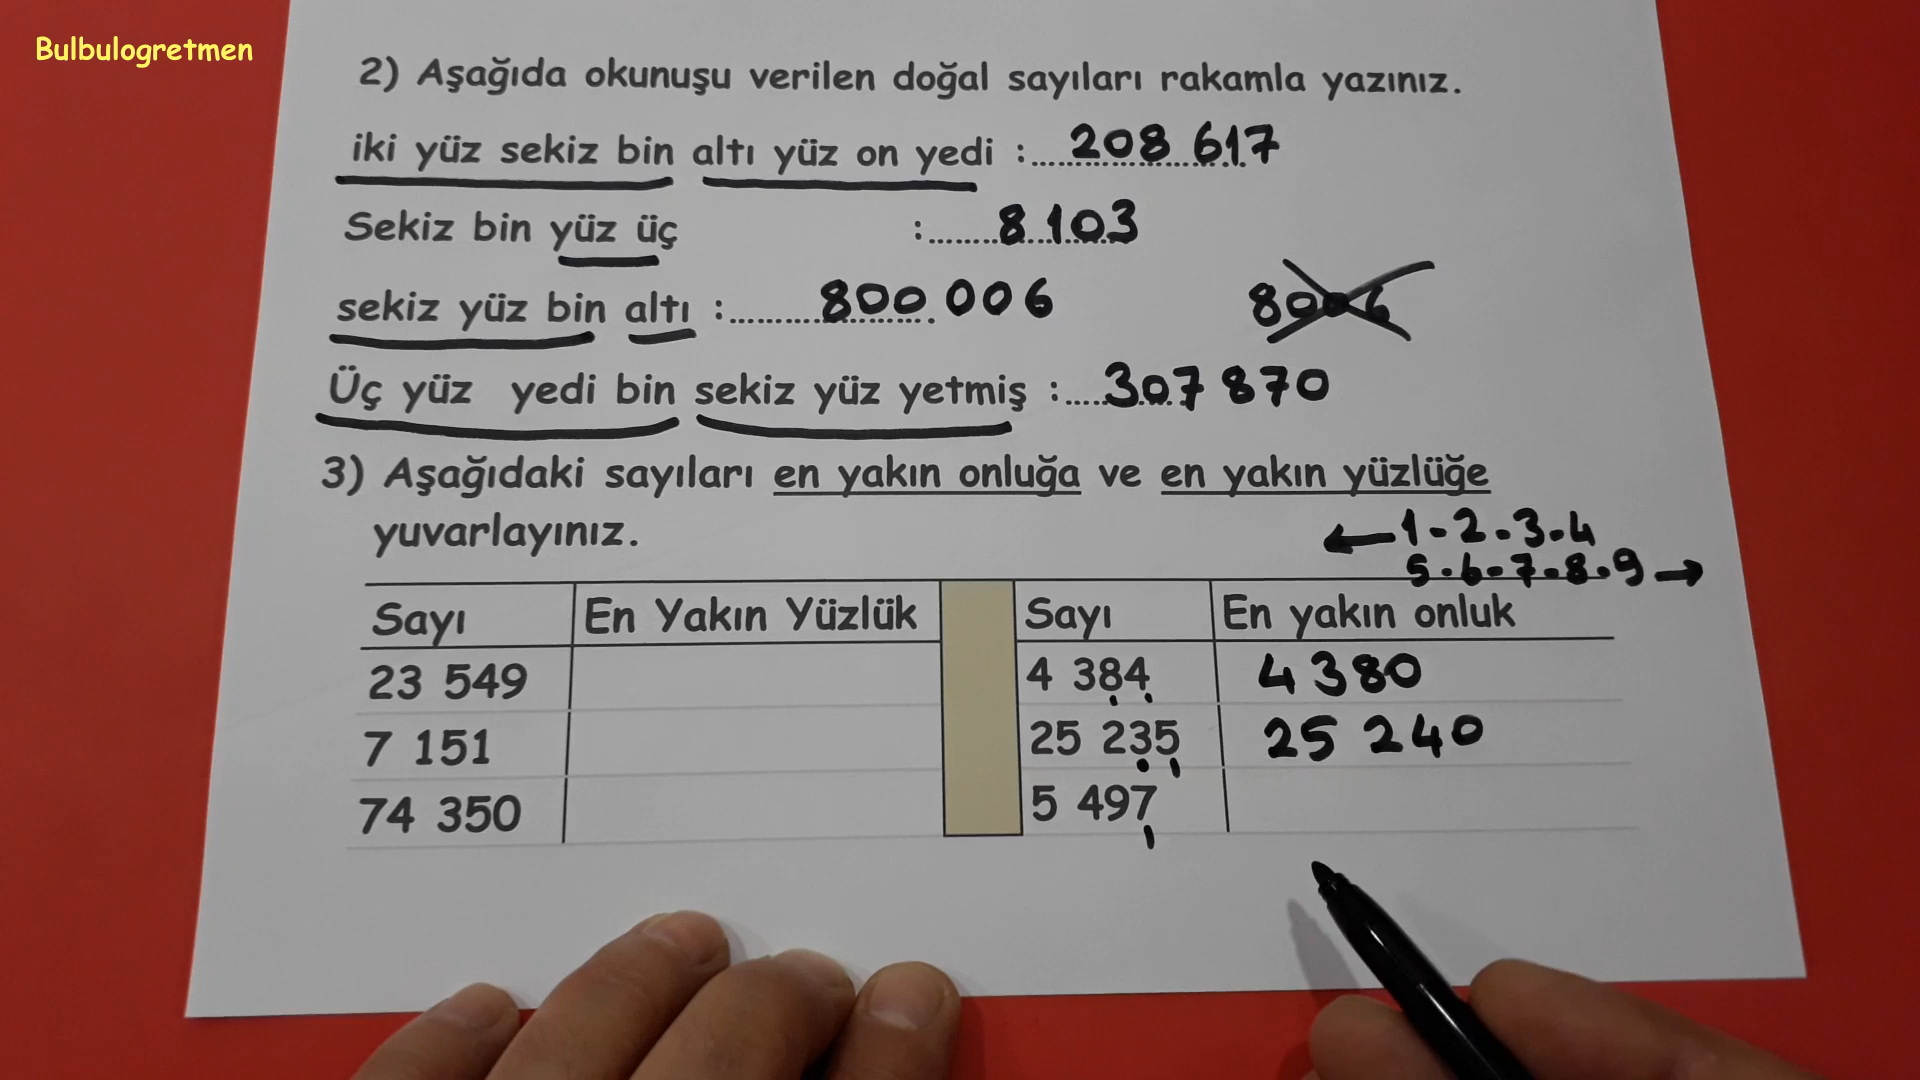 Bulbulogretmen
2) Aşağıda okunuşu verilen doğal sayıları rakamla yazınız.
iki yüz sekiz bin altı yüz on yedi :.................... 208 617
Sekiz bin yüz üç :.................... 8 103
sekiz yüz bin altı :.................... 800 006 8006
Üç yüz yedi bin sekiz yüz yetmiş :........... 307 870
3) Aşağıdaki sayıları en yakın onluğa ve en yakın yüzlüğe
yuvarlayınız.
←1.2.3.4
5.6.7.8.9→
Sayı En Yakın Yüzlük Sayı En yakın onluk
23 549 4 384 4380
7 151 25 235 25 240
74 350 5 497